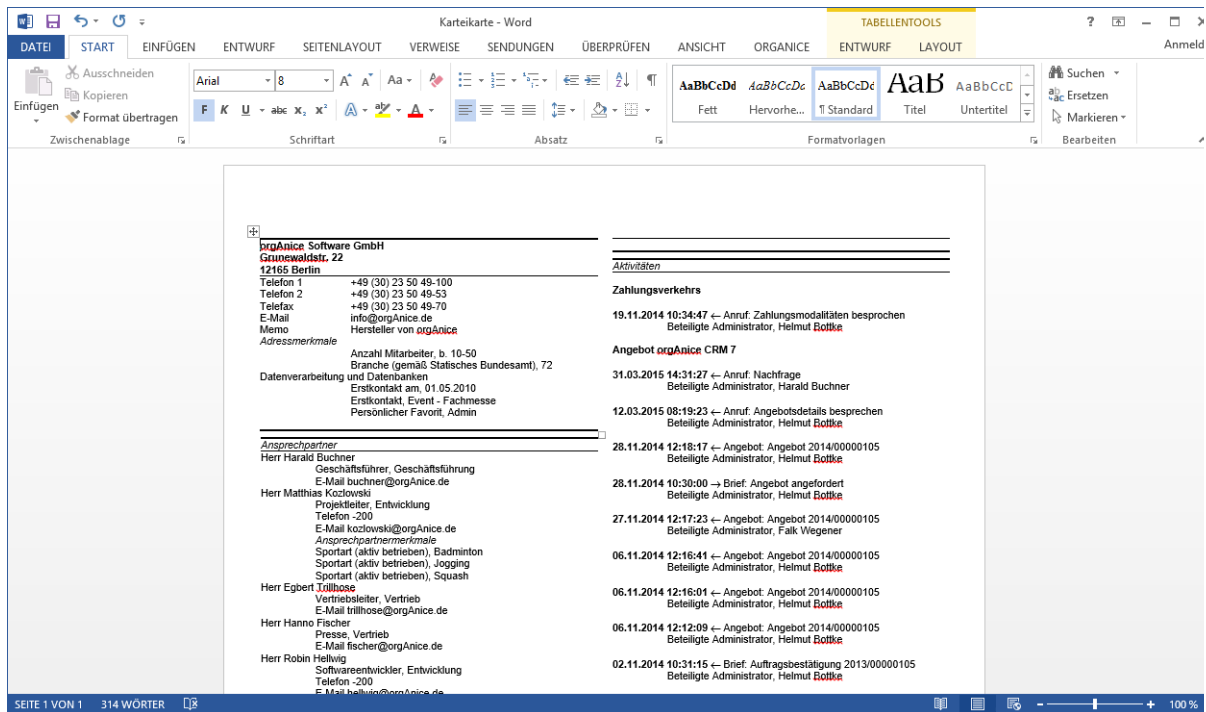 Karteikarte - Word
TABELLENTOOLS
?
DATEI START EINFÜGEN ENTWURF SEITENLAYOUT VERWEISE SENDUNGEN ÜBERPRÜFEN ANSICHT ORGANICE ENTWURF LAYOUT
Anmeld
Einfügen
Ausschneiden
Kopieren
Format übertragen
Zwischenablage
Arial 8
Aa
F K U abc x₂ x²
Schriftart
Absatz
AaBbCcDd AaBbCcDc AaBbCcDc AaB AaBbCcD
Fett Hervorhe... ¶ Standard Titel Untertitel
Formatvorlagen
Suchen
Ersetzen
Markieren
Bearbeiten
orgAnice Software GmbH
Grunewaldstr. 22
12165 Berlin
Telefon 1 +49 (30) 23 50 49-100
Telefon 2 +49 (30) 23 50 49-53
Telefax +49 (30) 23 50 49-70
E-Mail info@orgAnice.de
Memo Hersteller von orgAnice
Adressmerkmale
Anzahl Mitarbeiter, b. 10-50
Branche (gemäß Statisches Bundesamt), 72
Datenverarbeitung und Datenbanken
Erstkontakt am, 01.05.2010
Erstkontakt, Event - Fachmesse
Persönlicher Favorit, Admin
Ansprechpartner
Herr Harald Buchner
Geschäftsführer, Geschäftsführung
E-Mail buchner@orgAnice.de
Herr Matthias Kozlowski
Projektleiter, Entwicklung
Telefon -200
E-Mail kozlowski@orgAnice.de
Ansprechpartnermerkmale
Sportart (aktiv betrieben), Badminton
Sportart (aktiv betrieben), Jogging
Sportart (aktiv betrieben), Squash
Herr Egbert Trillhose
Vertriebsleiter, Vertrieb
E-Mail trillhose@orgAnice.de
Herr Hanno Fischer
Presse, Vertrieb
E-Mail fischer@orgAnice.de
Herr Robin Hellwig
Softwareentwickler, Entwicklung
Telefon -200
E-Mail hellwig@orgAnice.de
Aktivitäten
Zahlungsverkehrs
19.11.2014 10:34:47 ← Anruf: Zahlungsmodalitäten besprochen
Beteiligte Administrator, Helmut Bottke
Angebot orgAnice CRM 7
31.03.2015 14:31:27 ← Anruf: Nachfrage
Beteiligte Administrator, Harald Buchner
12.03.2015 08:19:23 ← Anruf: Angebotsdetails besprechen
Beteiligte Administrator, Helmut Bottke
28.11.2014 12:18:17 ← Angebot: Angebot 2014/00000105
Beteiligte Administrator, Helmut Bottke
28.11.2014 10:30:00 → Brief: Angebot angefordert
Beteiligte Administrator, Helmut Bottke
27.11.2014 12:17:23 ← Angebot: Angebot 2014/00000105
Beteiligte Administrator, Falk Wegener
06.11.2014 12:16:41 ← Angebot: Angebot 2014/00000105
Beteiligte Administrator, Helmut Bottke
06.11.2014 12:16:01 ← Angebot: Angebot 2014/00000105
Beteiligte Administrator, Helmut Bottke
06.11.2014 12:12:09 ← Angebot: Angebot 2014/00000105
Beteiligte Administrator, Helmut Bottke
02.11.2014 10:31:15 ← Brief: Auftragsbestätigung 2013/00000105
Beteiligte Administrator, Helmut Bottke
SEITE 1 VON 1 314 WÖRTER
100 %